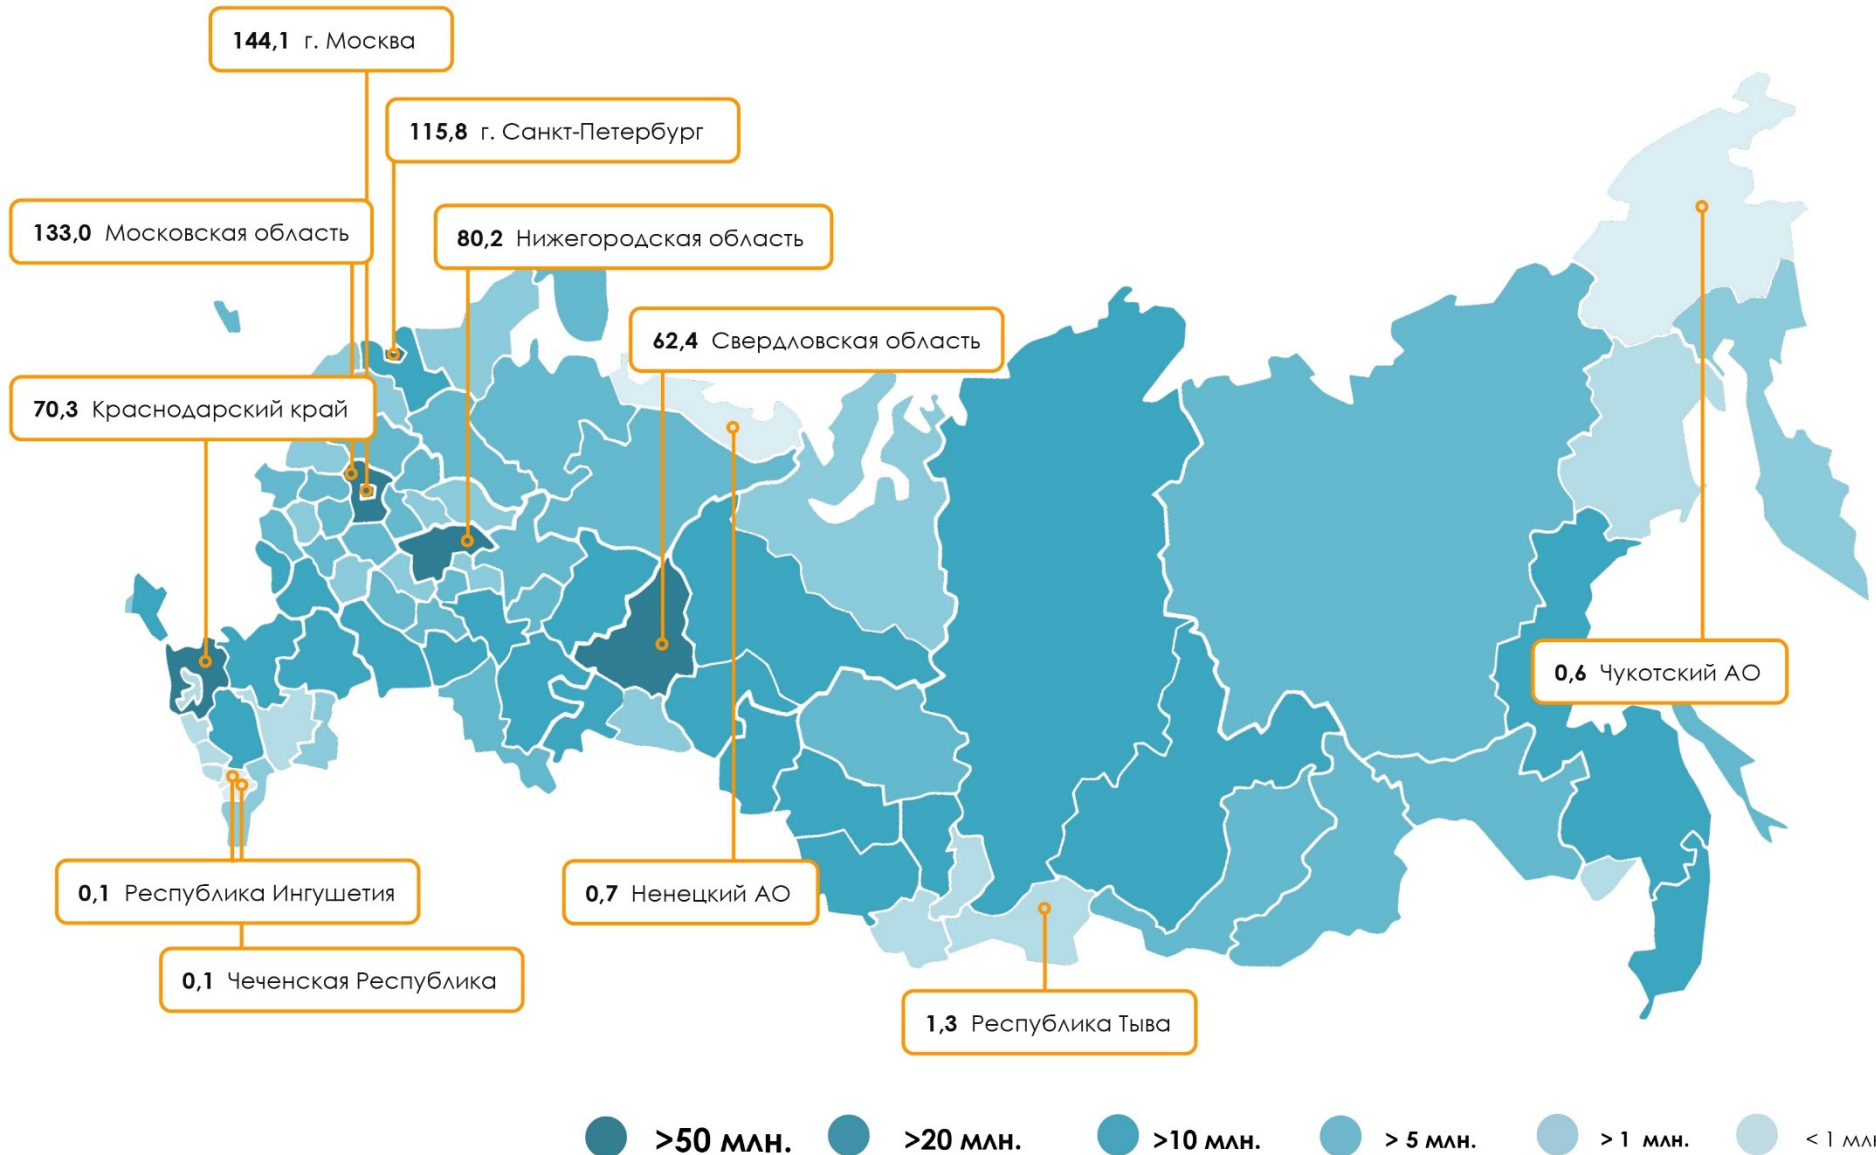 144,1 г. Москва
115,8 г. Санкт-Петербург
133,0 Московская область
80,2 Нижегородская область
62,4 Свердловская область
70,3 Краснодарский край
0,6 Чукотский АО
0,1 Республика Ингушетия
0,7 Ненецкий АО
0,1 Чеченская Республика
1,3 Республика Тыва
>50 млн. >20 млн. >10 млн. > 5 млн. > 1 млн. < 1 млн